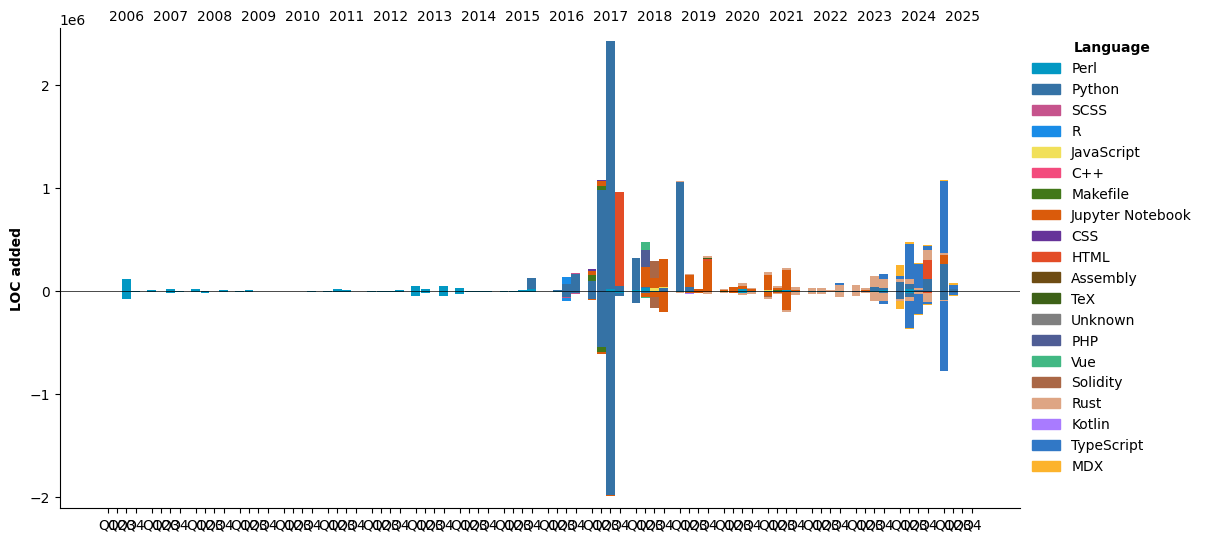 2006 2007 2008 2009 2010 2011 2012 2013 2014 2015 2016 2017 2018 2019 2020 2021 2022 2023 2024 2025
1e6
Language
Perl
Python
SCSS
R
JavaScript
C++
Makefile
Jupyter Notebook
CSS
HTML
Assembly
TeX
Unknown
PHP
Vue
Solidity
Rust
Kotlin
TypeScript
MDX
LOC added
2
1
0
−1
−2